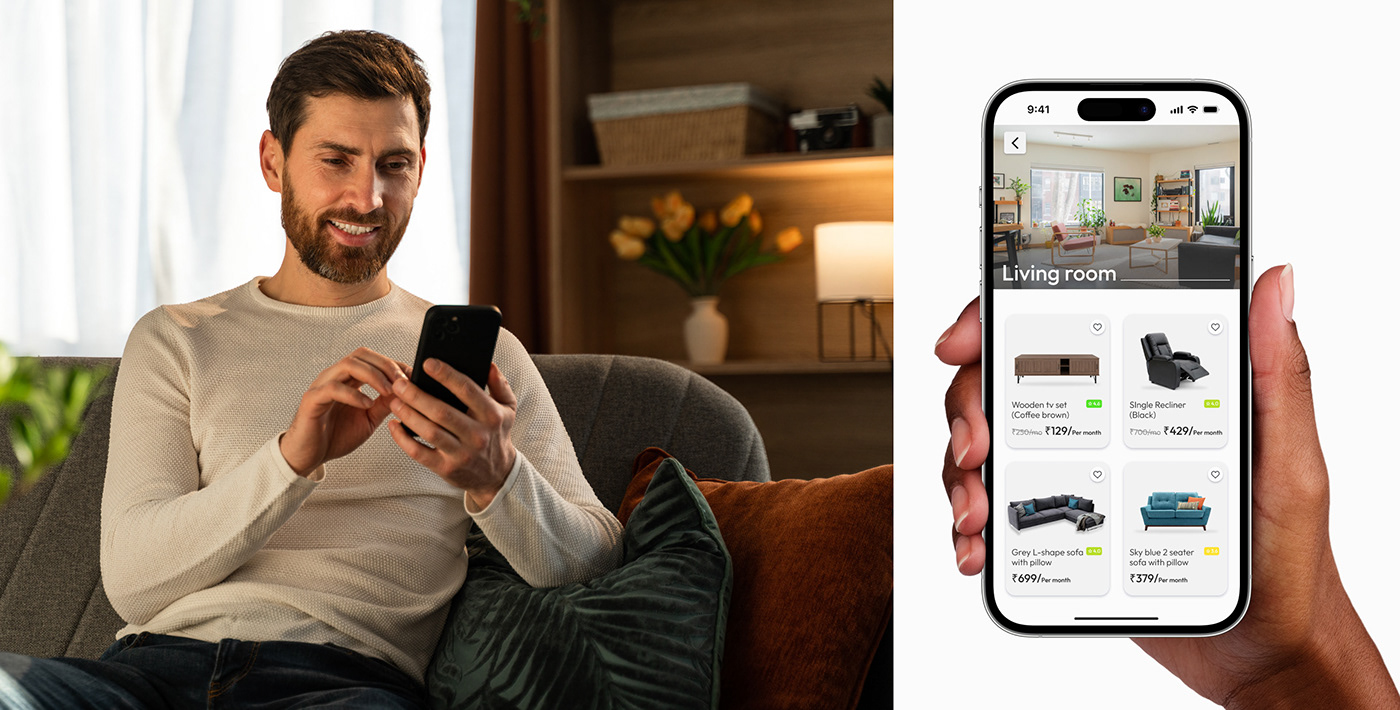 9:41
Living room
Wooden tv set
(Coffee brown)
4.6
₹250/mo ₹129/Per month
SIngle Recliner
(Black)
4.0
₹700/mo ₹429/Per month
Grey L-shape sofa
with pillow
4.0
₹699/Per month
Sky blue 2 seater
sofa with pillow
₹379/Per month